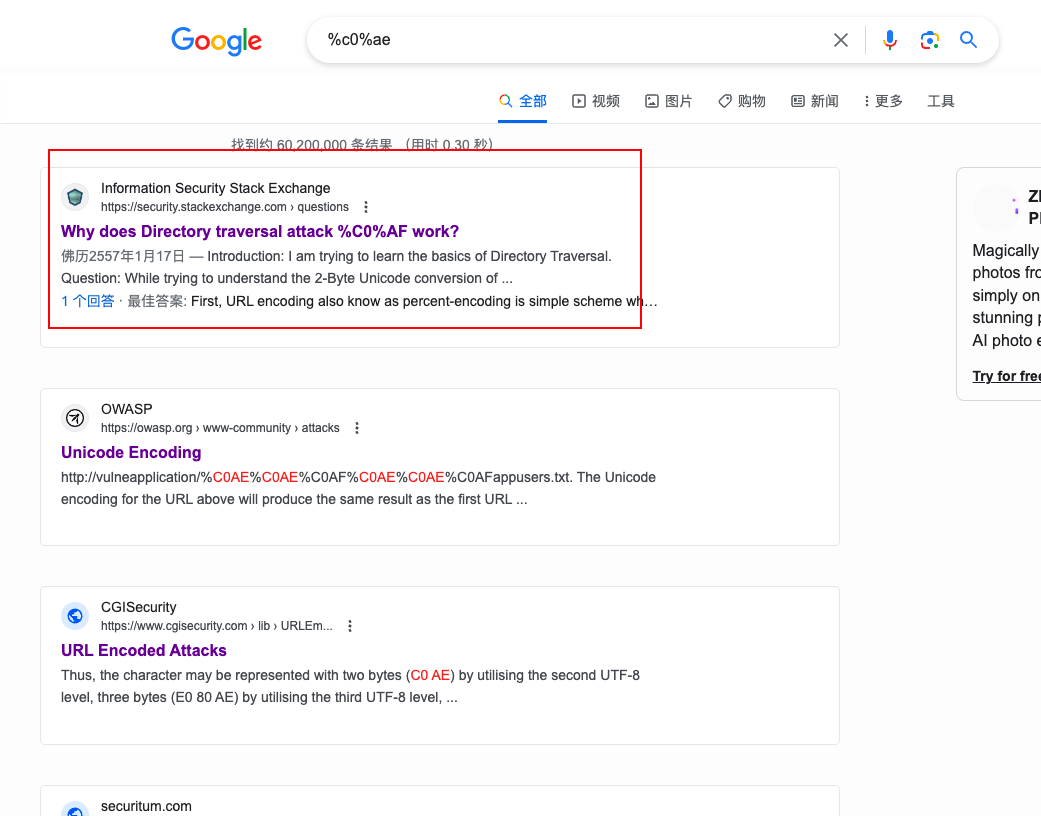 Google
%c0%ae
全部 视频 图片 购物 新闻 更多 工具
找到约 60,200,000 条结果 （用时 0.30 秒）
Information Security Stack Exchange
https://security.stackexchange.com › questions
Why does Directory traversal attack %C0%AF work?
佛历2557年1月17日 — Introduction: I am trying to learn the basics of Directory Traversal.
Question: While trying to understand the 2-Byte Unicode conversion of ...
1 个回答 · 最佳答案: First, URL encoding also know as percent-encoding is simple scheme wh…
OWASP
https://owasp.org › www-community › attacks
Unicode Encoding
http://vulneapplication/%C0AE%C0AE%C0AF%C0AE%C0AE%C0AFappusers.txt. The Unicode
encoding for the URL above will produce the same result as the first URL ...
CGISecurity
https://www.cgisecurity.com › lib › URLEm...
URL Encoded Attacks
Thus, the character may be represented with two bytes (C0 AE) by utilising the second UTF-8
level, three bytes (E0 80 AE) by utilising the third UTF-8 level, ...
securitum.com
Magically
photos
simply on
stunning
AI photo
Try for free